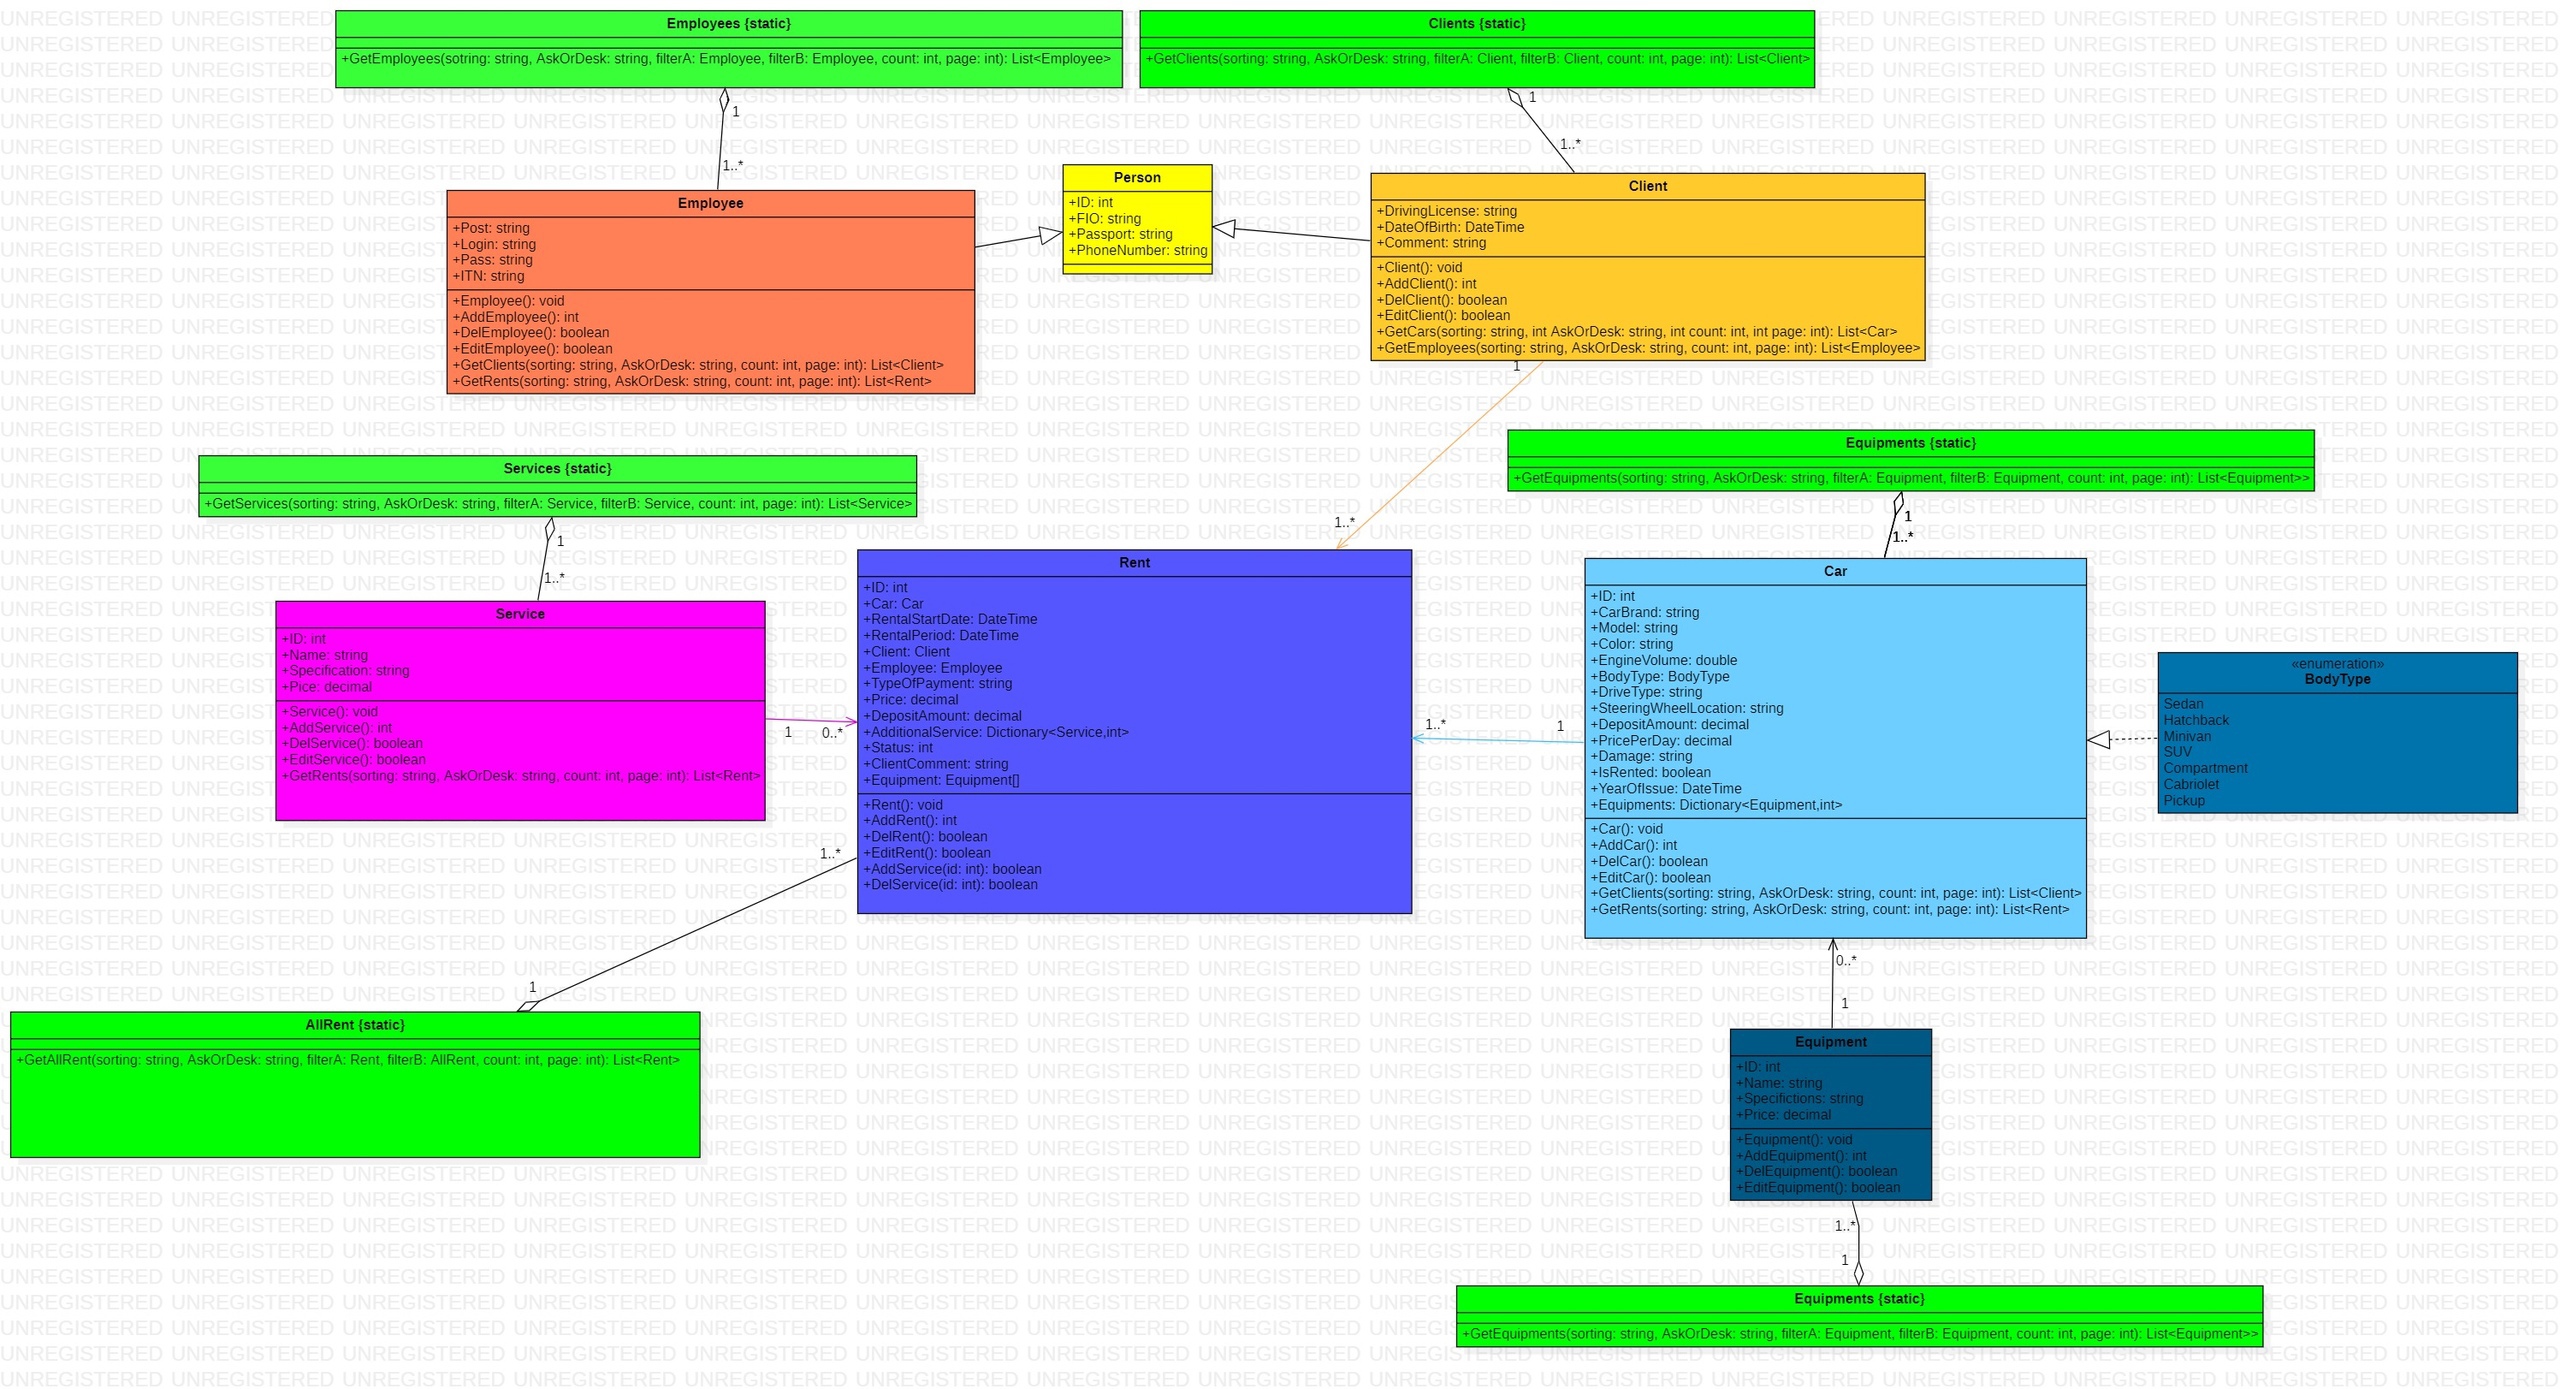 Employees {static}
+GetEmployees(sotring: string, AskOrDesk: string, filterA: Employee, filterB: Employee, count: int, page: int): List<Employee>
Clients {static}
+GetClients(sorting: string, AskOrDesk: string, filterA: Client, filterB: Client, count: int, page: int): List<Client>
1
1..*
1
1..*
Employee
+Post: string
+Login: string
+Pass: string
+ITN: string
+Employee(): void
+AddEmployee(): int
+DelEmployee(): boolean
+EditEmployee(): boolean
+GetClients(sorting: string, AskOrDesk: string, count: int, page: int): List<Client>
+GetRents(sorting: string, AskOrDesk: string, count: int, page: int): List<Rent>
Person
+ID: int
+FIO: string
+Passport: string
+PhoneNumber: string
Client
+DrivingLicense: string
+DateOfBirth: DateTime
+Comment: string
+Client(): void
+AddClient(): int
+DelClient(): boolean
+EditClient(): boolean
+GetCars(sorting: string, int AskOrDesk: string, int count: int, int page: int): List<Car>
+GetEmployees(sorting: string, AskOrDesk: string, count: int, page: int): List<Employee>
1
1..*
Services {static}
+GetServices(sorting: string, AskOrDesk: string, filterA: Service, filterB: Service, count: int, page: int): List<Service>
1
1..*
Equipments {static}
+GetEquipments(sorting: string, AskOrDesk: string, filterA: Equipment, filterB: Equipment, count: int, page: int): List<Equipment>>
1
1..*
Service
+ID: int
+Name: string
+Specification: string
+Pice: decimal
+Service(): void
+AddService(): int
+DelService(): boolean
+EditService(): boolean
+GetRents(sorting: string, AskOrDesk: string, count: int, page: int): List<Rent>
1
0..*
Rent
+ID: int
+Car: Car
+RentalStartDate: DateTime
+RentalPeriod: DateTime
+Client: Client
+Employee: Employee
+TypeOfPayment: string
+Price: decimal
+DepositAmount: decimal
+AdditionalService: Dictionary<Service,int>
+Status: int
+ClientComment: string
+Equipment: Equipment[]
+Rent(): void
+AddRent(): int
+DelRent(): boolean
+EditRent(): boolean
+AddService(id: int): boolean
+DelService(id: int): boolean
1..*
1
Car
+ID: int
+CarBrand: string
+Model: string
+Color: string
+EngineVolume: double
+BodyType: BodyType
+DriveType: string
+SteeringWheelLocation: string
+DepositAmount: decimal
+PricePerDay: decimal
+Damage: string
+IsRented: boolean
+YearOfIssue: DateTime
+Equipments: Dictionary<Equipment,int>
+Car(): void
+AddCar(): int
+DelCar(): boolean
+EditCar(): boolean
+GetClients(sorting: string, AskOrDesk: string, count: int, page: int): List<Client>
+GetRents(sorting: string, AskOrDesk: string, count: int, page: int): List<Rent>
«enumeration»
BodyType
Sedan
Hatchback
Minivan
SUV
Compartment
Cabriolet
Pickup
1..*
1
AllRent {static}
+GetAllRent(sorting: string, AskOrDesk: string, filterA: Rent, filterB: AllRent, count: int, page: int): List<Rent>
0..*
1
Equipment
+ID: int
+Name: string
+Specifictions: string
+Price: decimal
+Equipment(): void
+AddEquipment(): int
+DelEquipment(): boolean
+EditEquipment(): boolean
1..*
1
Equipments {static}
+GetEquipments(sorting: string, AskOrDesk: string, filterA: Equipment, filterB: Equipment, count: int, page: int): List<Equipment>>
UNREGISTERED